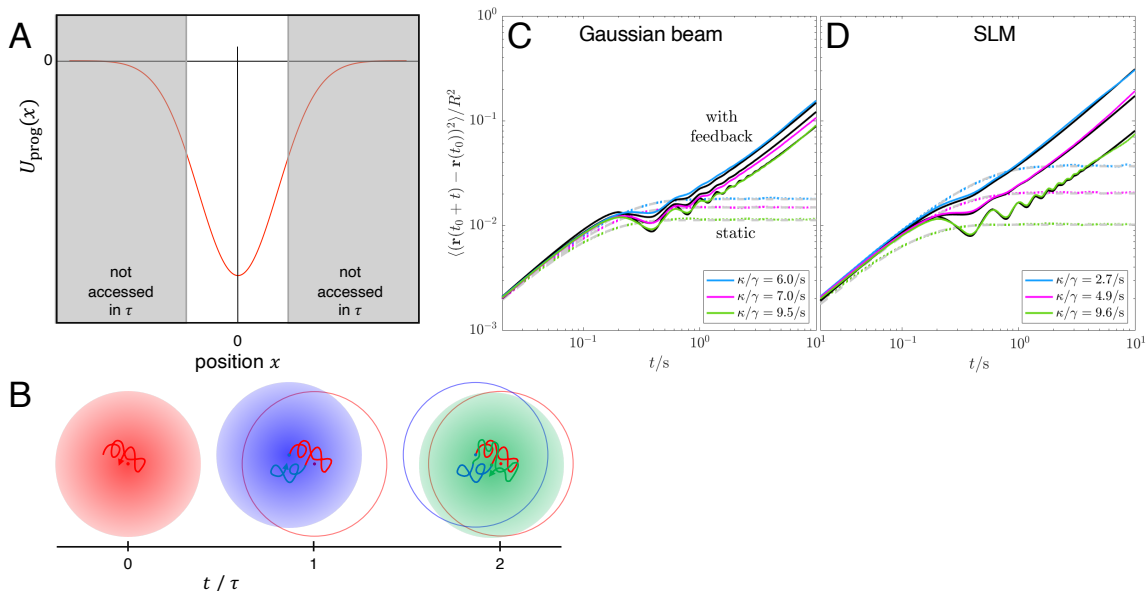 A
0
U_prog(x)
not
accessed
in τ
not
accessed
in τ
0
position x
B
0
1
2
t / τ
C
Gaussian beam
D
SLM
⟨(r(t₀ + t) − r(t₀))²⟩/R²
10⁰
10⁻¹
10⁻²
10⁻³
with
feedback
static
κ/γ = 6.0/s
κ/γ = 7.0/s
κ/γ = 9.5/s
10⁻¹
10⁰
10¹
t/s
κ/γ = 2.7/s
κ/γ = 4.9/s
κ/γ = 9.6/s
10⁻¹
10⁰
10¹
t/s